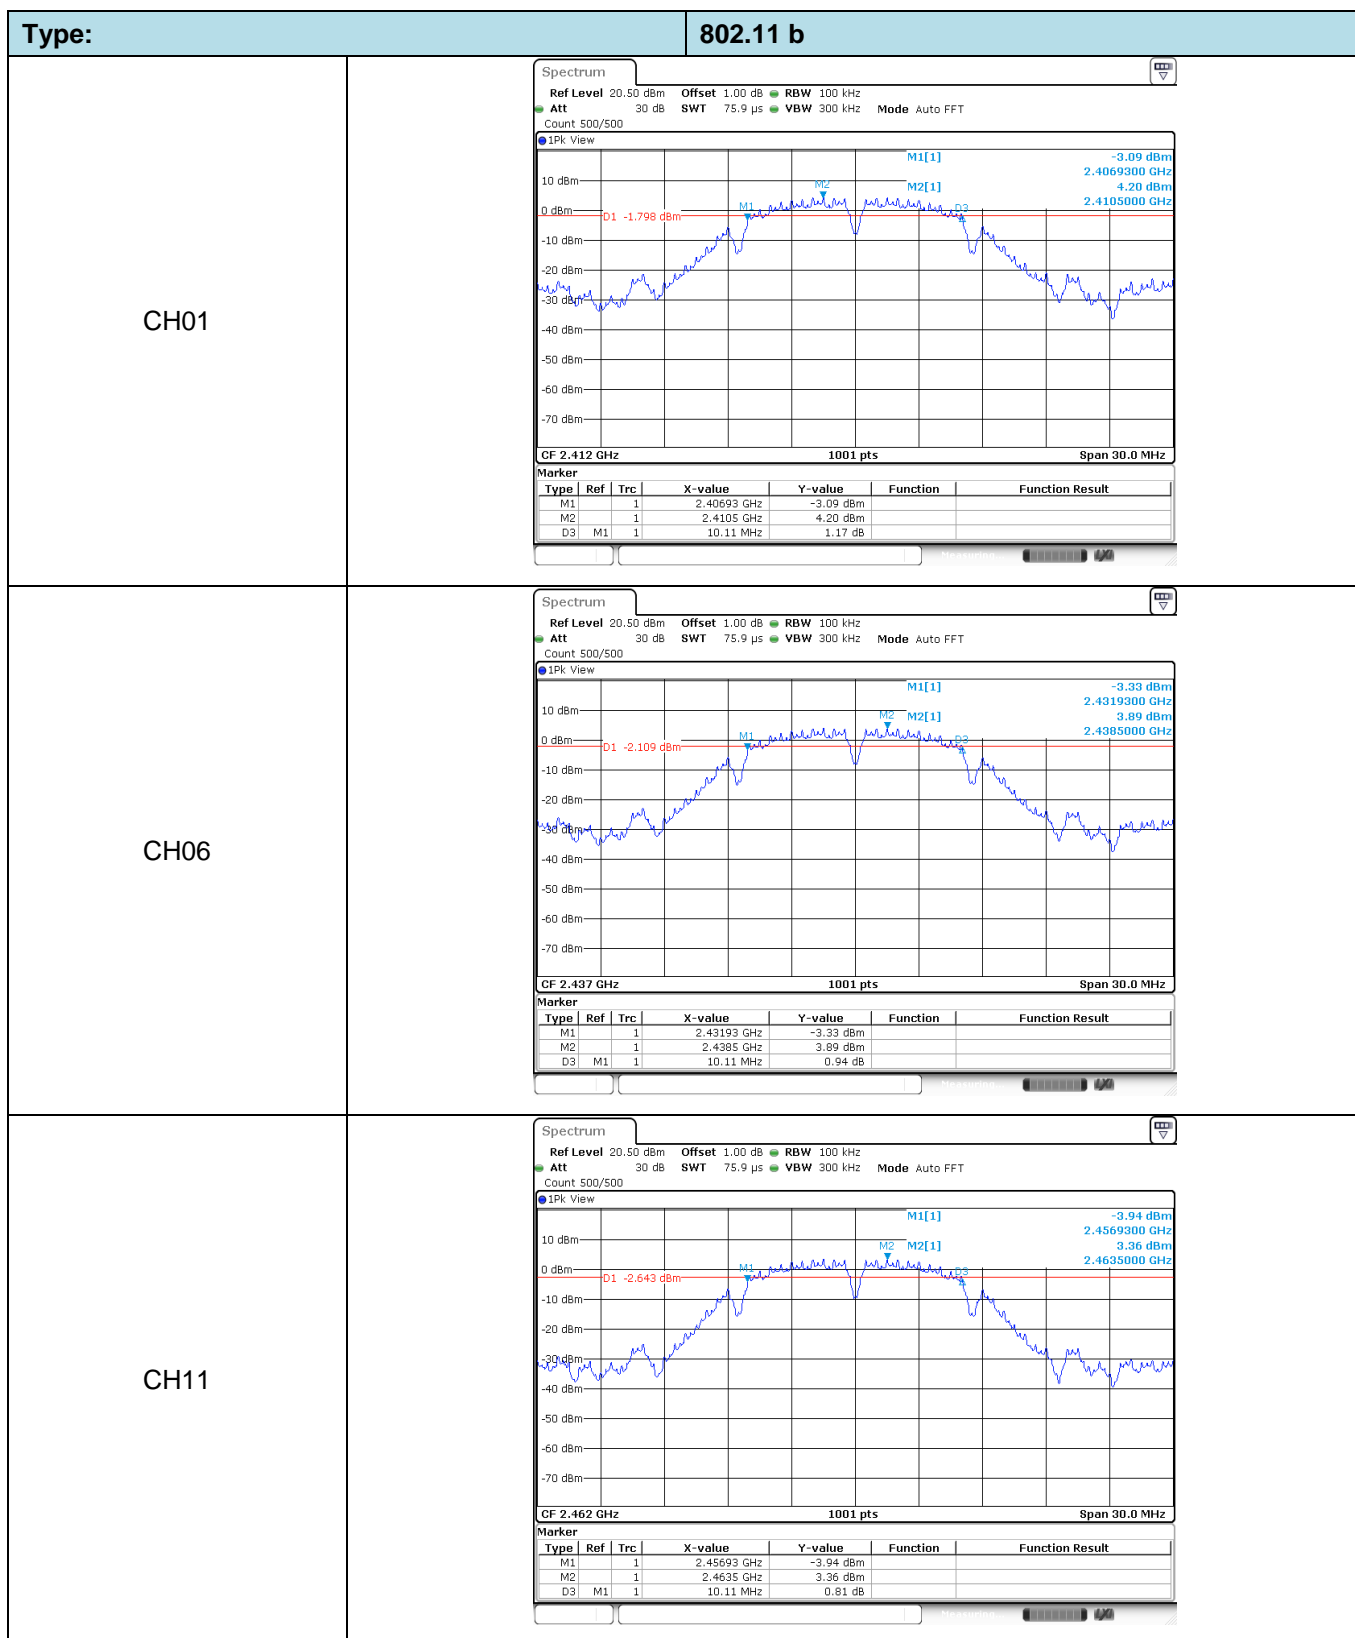 Type: 802.11 b
CH01
Spectrum
Ref Level 20.50 dBm Offset 1.00 dB RBW 100 kHz
Att 30 dB SWT 75.9 µs VBW 300 kHz Mode Auto FFT
Count 500/500
1Pk View
M1[1] -3.09 dBm
2.4069300 GHz
M2[1] 4.20 dBm
2.4105000 GHz
10 dBm
M2
0 dBm
M1
D3
D1 -1.798 dBm
-10 dBm
-20 dBm
-30 dBm
-40 dBm
-50 dBm
-60 dBm
-70 dBm
CF 2.412 GHz 1001 pts Span 30.0 MHz
Marker
Type Ref Trc X-value Y-value Function Function Result
M1 1 2.40693 GHz -3.09 dBm
M2 1 2.4105 GHz 4.20 dBm
D3 M1 1 10.11 MHz 1.17 dB
Measuring...
CH06
Spectrum
Ref Level 20.50 dBm Offset 1.00 dB RBW 100 kHz
Att 30 dB SWT 75.9 µs VBW 300 kHz Mode Auto FFT
Count 500/500
1Pk View
M1[1] -3.33 dBm
2.4319300 GHz
M2[1] 3.89 dBm
2.4385000 GHz
10 dBm
M2
0 dBm
M1
D3
D1 -2.109 dBm
-10 dBm
-20 dBm
-30 dBm
-40 dBm
-50 dBm
-60 dBm
-70 dBm
CF 2.437 GHz 1001 pts Span 30.0 MHz
Marker
Type Ref Trc X-value Y-value Function Function Result
M1 1 2.43193 GHz -3.33 dBm
M2 1 2.4385 GHz 3.89 dBm
D3 M1 1 10.11 MHz 0.94 dB
Measuring...
CH11
Spectrum
Ref Level 20.50 dBm Offset 1.00 dB RBW 100 kHz
Att 30 dB SWT 75.9 µs VBW 300 kHz Mode Auto FFT
Count 500/500
1Pk View
M1[1] -3.94 dBm
2.4569300 GHz
M2[1] 3.36 dBm
2.4635000 GHz
10 dBm
M2
0 dBm
M1
D3
D1 -2.643 dBm
-10 dBm
-20 dBm
-30 dBm
-40 dBm
-50 dBm
-60 dBm
-70 dBm
CF 2.462 GHz 1001 pts Span 30.0 MHz
Marker
Type Ref Trc X-value Y-value Function Function Result
M1 1 2.45693 GHz -3.94 dBm
M2 1 2.4635 GHz 3.36 dBm
D3 M1 1 10.11 MHz 0.81 dB
Measuring...